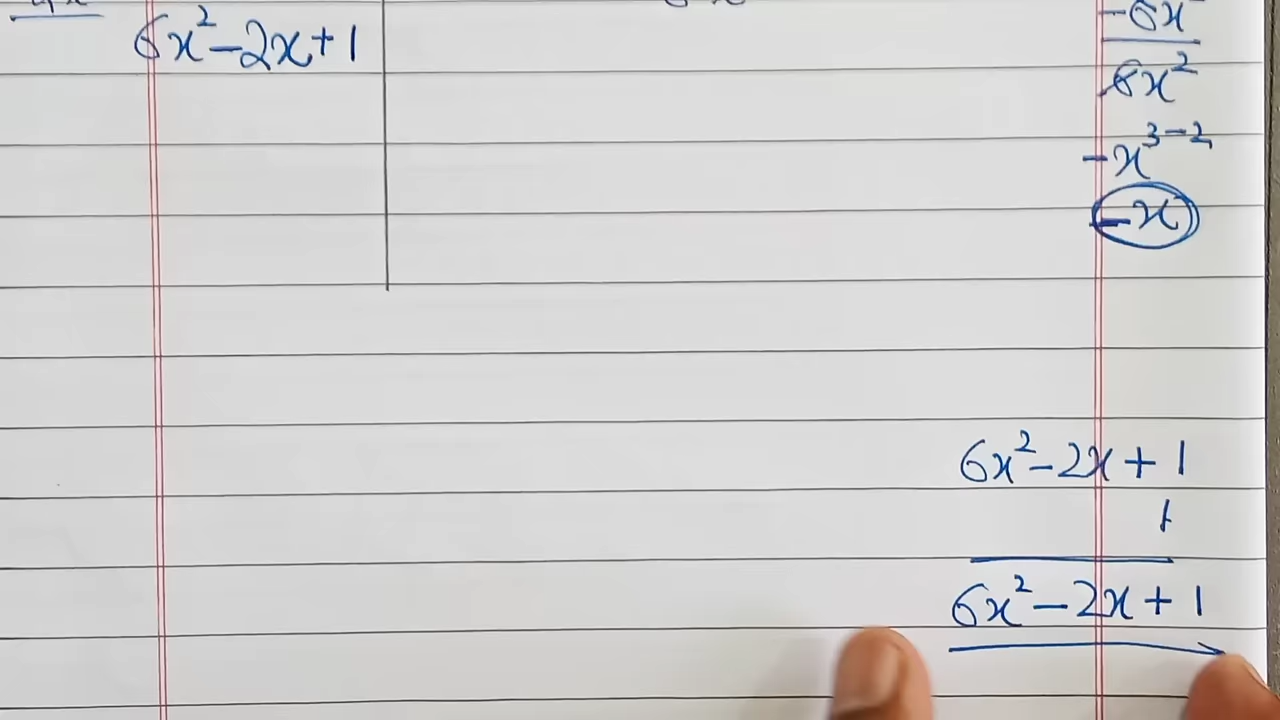 6x² - 2x + 1
-6x
6x²
-x³⁻²
-x
6x² - 2x + 1
1
6x² - 2x + 1